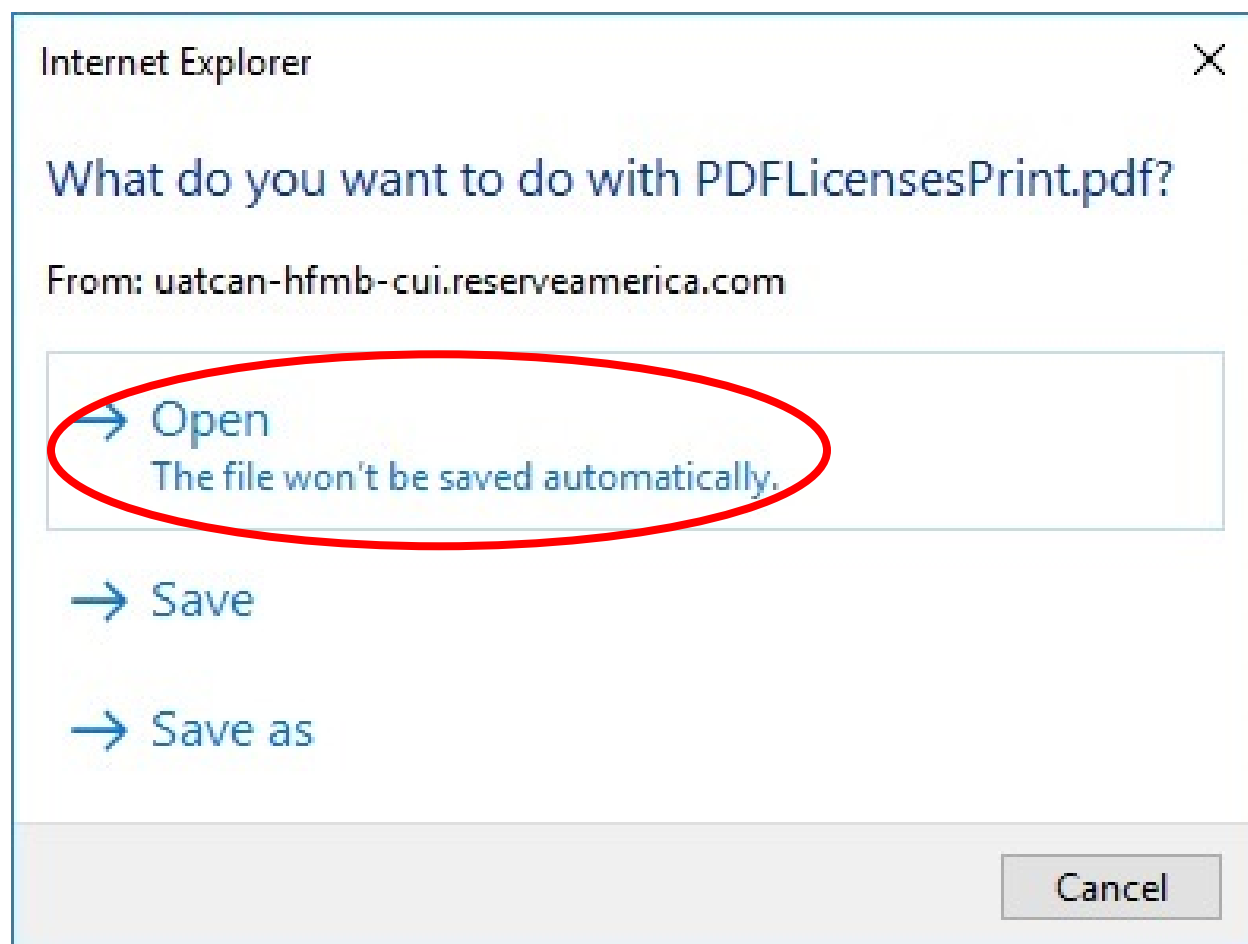 Internet Explorer
What do you want to do with PDFLicensesPrint.pdf?
From: uatcan-hfmb-cui.reserveamerica.com
Open
The file won't be saved automatically.
Save
Save as
Cancel